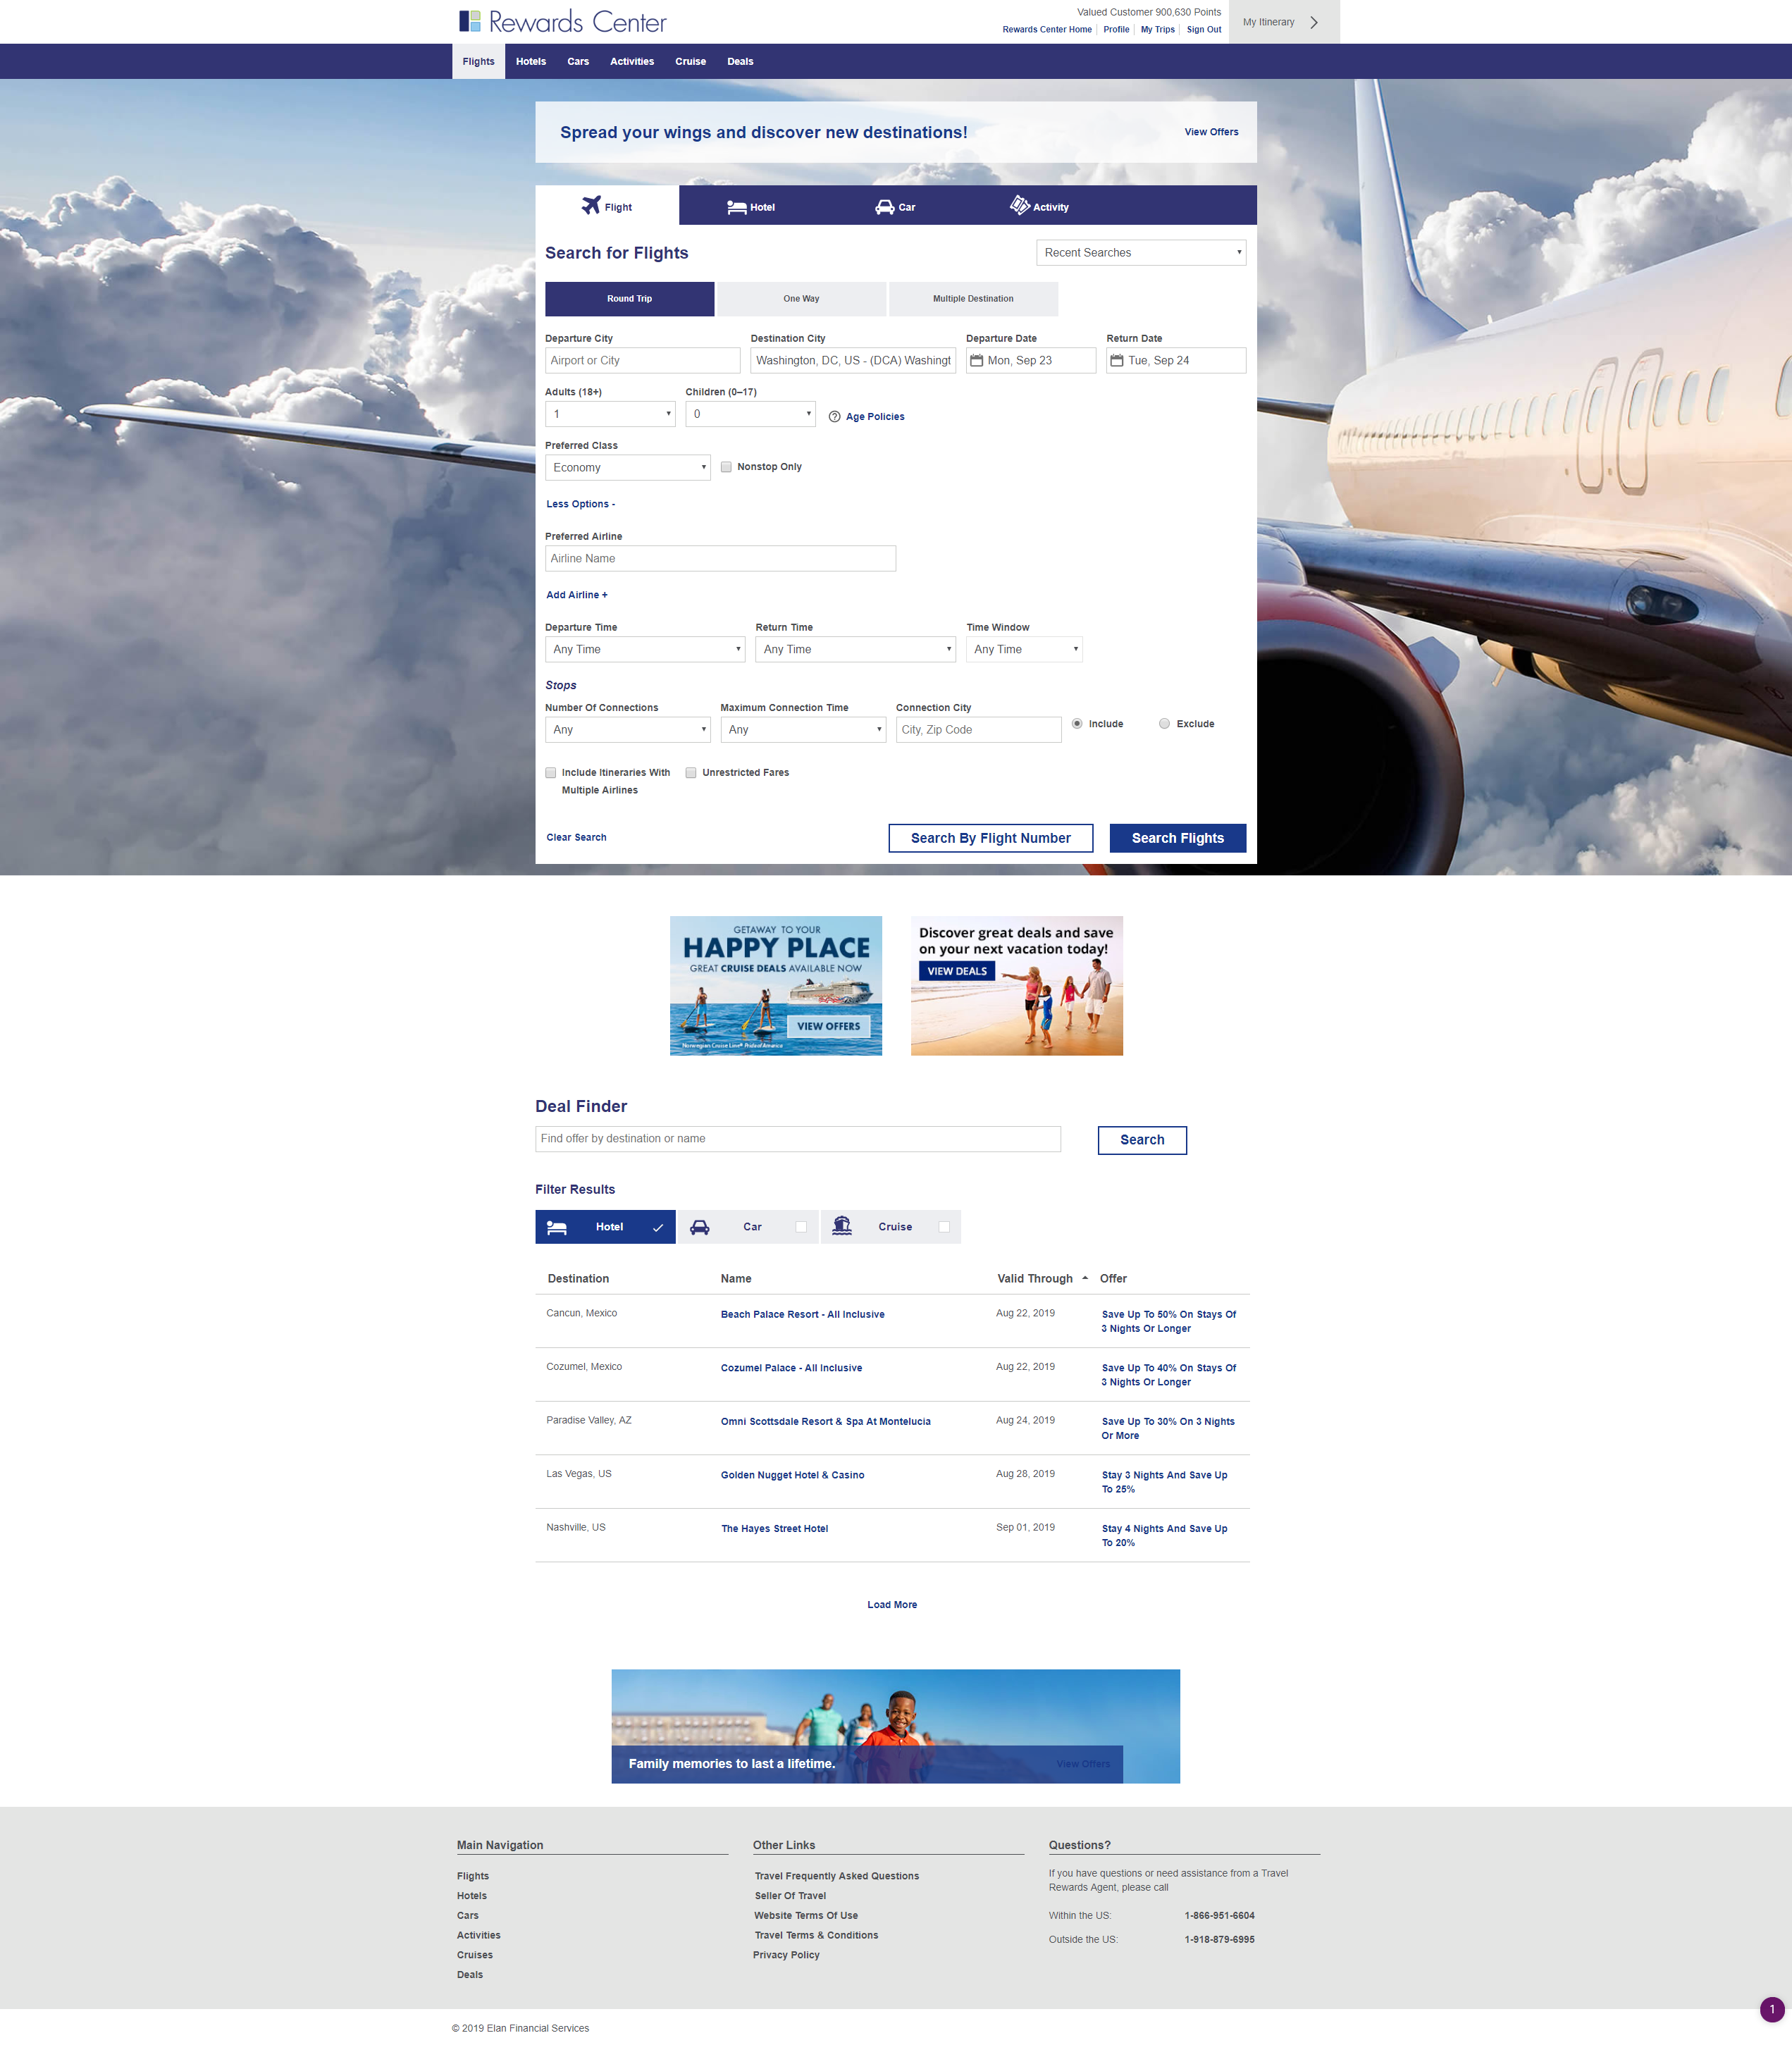 Rewards Center
Valued Customer 900,630 Points
Rewards Center Home
Profile
My Trips
Sign Out
My Itinerary
Flights
Hotels
Cars
Activities
Cruise
Deals
Spread your wings and discover new destinations!
View Offers
Flight
Hotel
Car
Activity
Search for Flights
Recent Searches
Round Trip
One Way
Multiple Destination
Departure City
Destination City
Departure Date
Return Date
Airport or City
Washington, DC, US - (DCA) Washingt
Mon, Sep 23
Tue, Sep 24
Adults (18+)
Children (0–17)
1
0
Age Policies
Preferred Class
Economy
Nonstop Only
Less Options -
Preferred Airline
Airline Name
Add Airline +
Departure Time
Return Time
Time Window
Any Time
Any Time
Any Time
Stops
Number Of Connections
Maximum Connection Time
Connection City
Any
Any
City, Zip Code
Include
Exclude
Include Itineraries With
Multiple Airlines
Unrestricted Fares
Clear Search
Search By Flight Number
Search Flights
GETAWAY TO YOUR
HAPPY PLACE
GREAT CRUISE DEALS AVAILABLE NOW
VIEW OFFERS
Norwegian Cruise Line® Pride of America
Discover great deals and save
on your next vacation today!
VIEW DEALS
Deal Finder
Find offer by destination or name
Search
Filter Results
Hotel
Car
Cruise
Destination
Name
Valid Through
Offer
Cancun, Mexico
Beach Palace Resort - All Inclusive
Aug 22, 2019
Save Up To 50% On Stays Of
3 Nights Or Longer
Cozumel, Mexico
Cozumel Palace - All Inclusive
Aug 22, 2019
Save Up To 40% On Stays Of
3 Nights Or Longer
Paradise Valley, AZ
Omni Scottsdale Resort & Spa At Montelucia
Aug 24, 2019
Save Up To 30% On 3 Nights
Or More
Las Vegas, US
Golden Nugget Hotel & Casino
Aug 28, 2019
Stay 3 Nights And Save Up
To 25%
Nashville, US
The Hayes Street Hotel
Sep 01, 2019
Stay 4 Nights And Save Up
To 20%
Load More
Family memories to last a lifetime.
View Offers
Main Navigation
Flights
Hotels
Cars
Activities
Cruises
Deals
Other Links
Travel Frequently Asked Questions
Seller Of Travel
Website Terms Of Use
Travel Terms & Conditions
Privacy Policy
Questions?
If you have questions or need assistance from a Travel
Rewards Agent, please call
Within the US:
1-866-951-6604
Outside the US:
1-918-879-6995
1
© 2019 Elan Financial Services